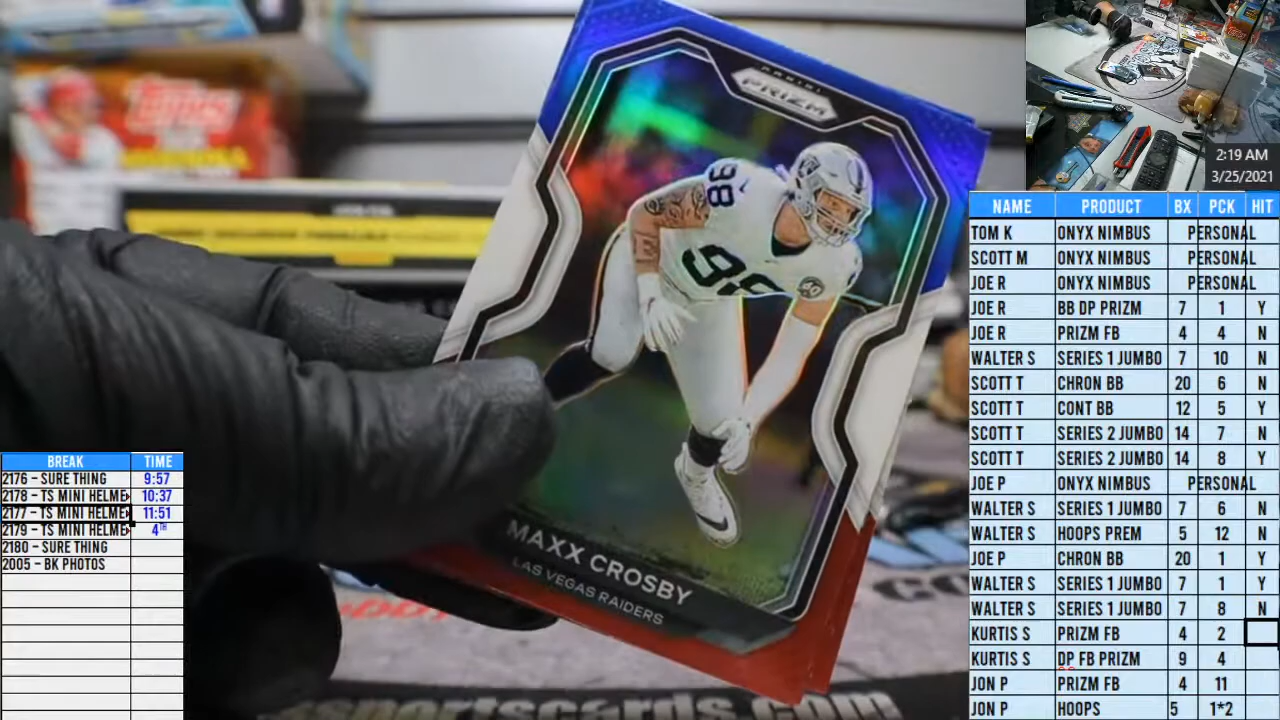 PANINI
PRIZM
98
98
MAXX CROSBY
LAS VEGAS RAIDERS
TOPPS
sportscards.com
2:19 AM
3/25/2021
NAME PRODUCT BX PCK HIT
TOM K ONYX NIMBUS PERSONAL
SCOTT M ONYX NIMBUS PERSONAL
JOE R ONYX NIMBUS PERSONAL
JOE R BB DP PRIZM 7 1 Y
JOE R PRIZM FB 4 4 N
WALTER S SERIES 1 JUMBO 7 10 N
SCOTT T CHRON BB 20 6 N
SCOTT T CONT BB 12 5 Y
SCOTT T SERIES 2 JUMBO 14 7 N
SCOTT T SERIES 2 JUMBO 14 8 Y
JOE P ONYX NIMBUS PERSONAL
WALTER S SERIES 1 JUMBO 7 6 N
WALTER S HOOPS PREM 5 12 N
JOE P CHRON BB 20 1 Y
WALTER S SERIES 1 JUMBO 7 1 Y
WALTER S SERIES 1 JUMBO 7 8 N
KURTIS S PRIZM FB 4 2
KURTIS S DP FB PRIZM 9 4
JON P PRIZM FB 4 11
JON P HOOPS 5 1*2
BREAK TIME
2176 – SURE THING 9:57
2178 – TS MINI HELME 10:37
2177 – TS MINI HELME 11:51
2179 – TS MINI HELME 4TH
2180 – SURE THING
2005 – BK PHOTOS